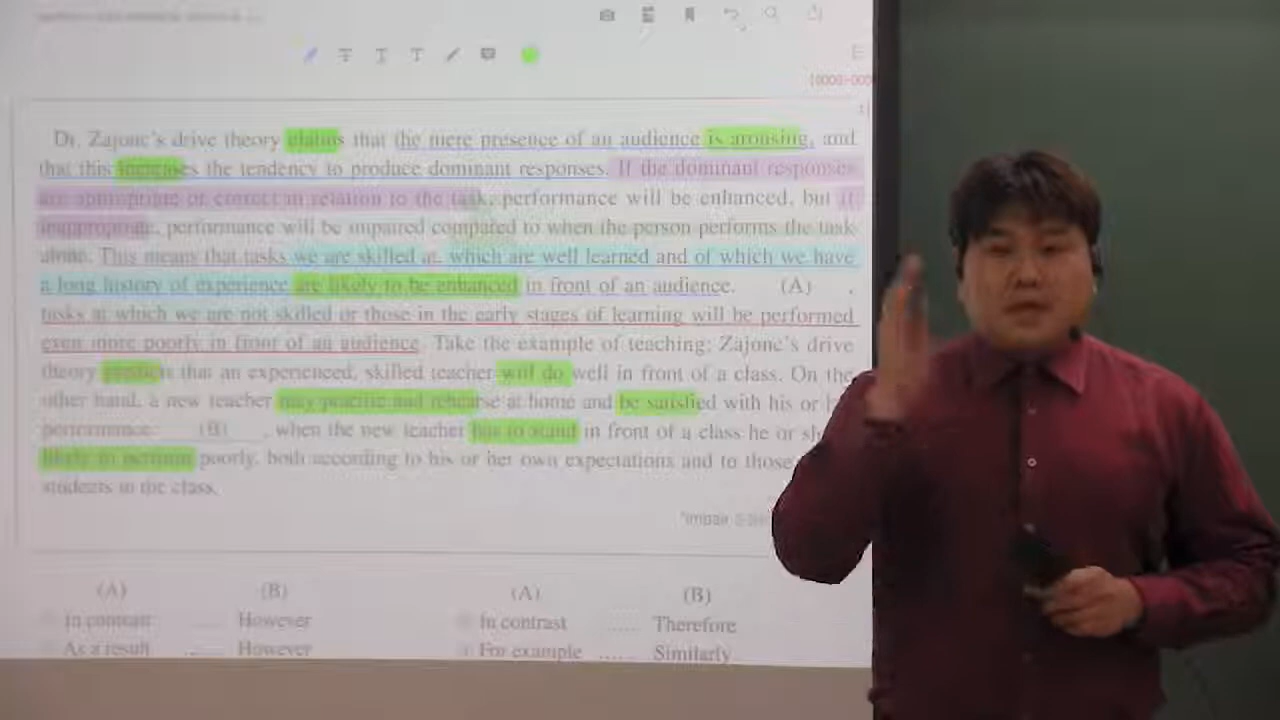 Dr. Zajonc's drive theory claims that the mere presence of an audience is arousing, and
that this increases the tendency to produce dominant responses. If the dominant responses
are appropriate or correct in relation to the task, performance will be enhanced, but if
inappropriate, performance will be impaired compared to when the person performs the task
alone. This means that tasks we are skilled at, which are well learned and of which we have
a long history of experience are likely to be enhanced in front of an audience. (A) ,
tasks at which we are not skilled or those in the early stages of learning will be performed
even more poorly in front of an audience. Take the example of teaching: Zajonc's drive
theory predicts that an experienced, skilled teacher will do well in front of a class. On the
other hand, a new teacher may practise and rehearse at home and be satisfied with his or
performance. (B) , when the new teacher has to stand in front of a class he or
likely to perform poorly, both according to his or her own expectations and to those
students in the class.
*impair
(A) (B) (A) (B)
In contrast ...... However In contrast ...... Therefore
As a result ...... However For example ...... Similarly